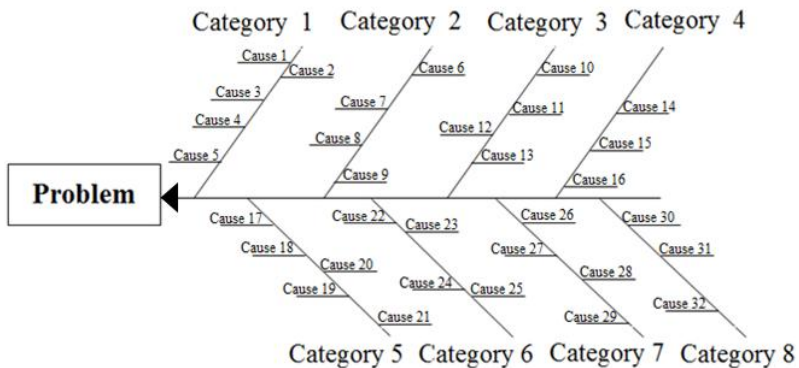 Category 1
Category 2
Category 3
Category 4
Cause 1
Cause 2
Cause 3
Cause 4
Cause 5
Cause 6
Cause 7
Cause 8
Cause 9
Cause 10
Cause 11
Cause 12
Cause 13
Cause 14
Cause 15
Cause 16
Problem
Cause 17
Cause 18
Cause 20
Cause 19
Cause 21
Cause 22
Cause 23
Cause 24
Cause 25
Cause 26
Cause 27
Cause 28
Cause 29
Cause 30
Cause 31
Cause 32
Category 5
Category 6
Category 7
Category 8